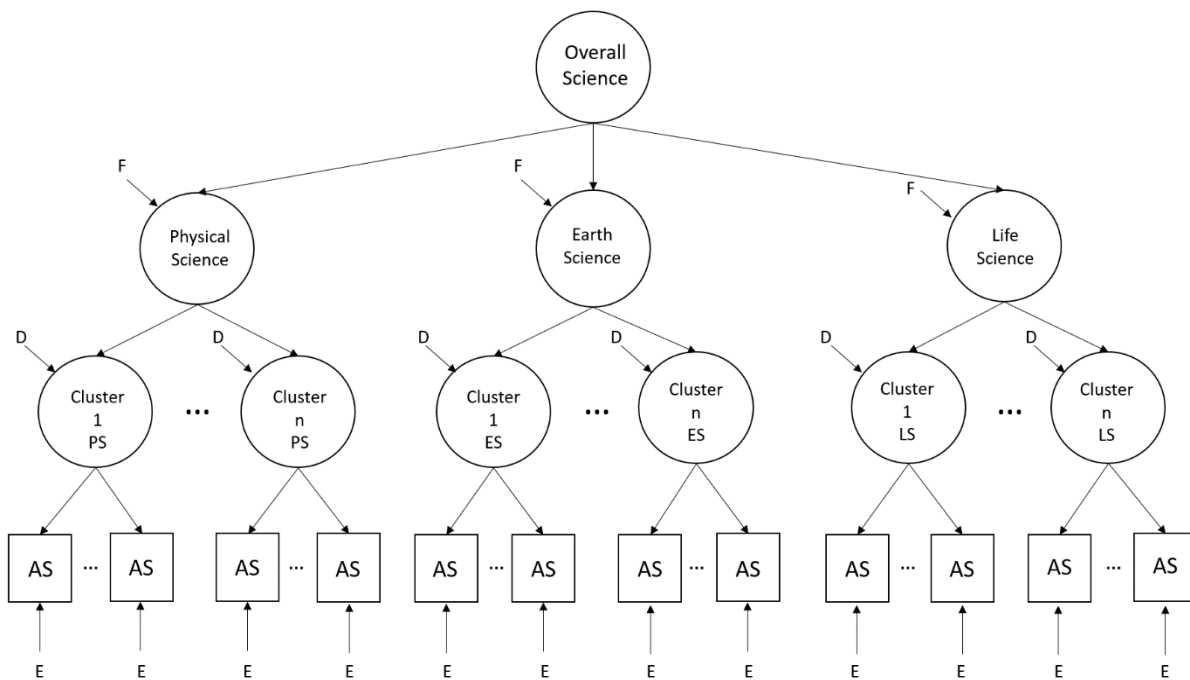 Overall
Science
F
F
F
Physical
Science
Earth
Science
Life
Science
D
D
D
D
D
D
Cluster
1
PS
...
Cluster
n
PS
Cluster
1
ES
...
Cluster
n
ES
Cluster
1
LS
...
Cluster
n
LS
AS ... AS AS ... AS AS ... AS AS ... AS AS ... AS AS ... AS
E E E E E E E E E E E E